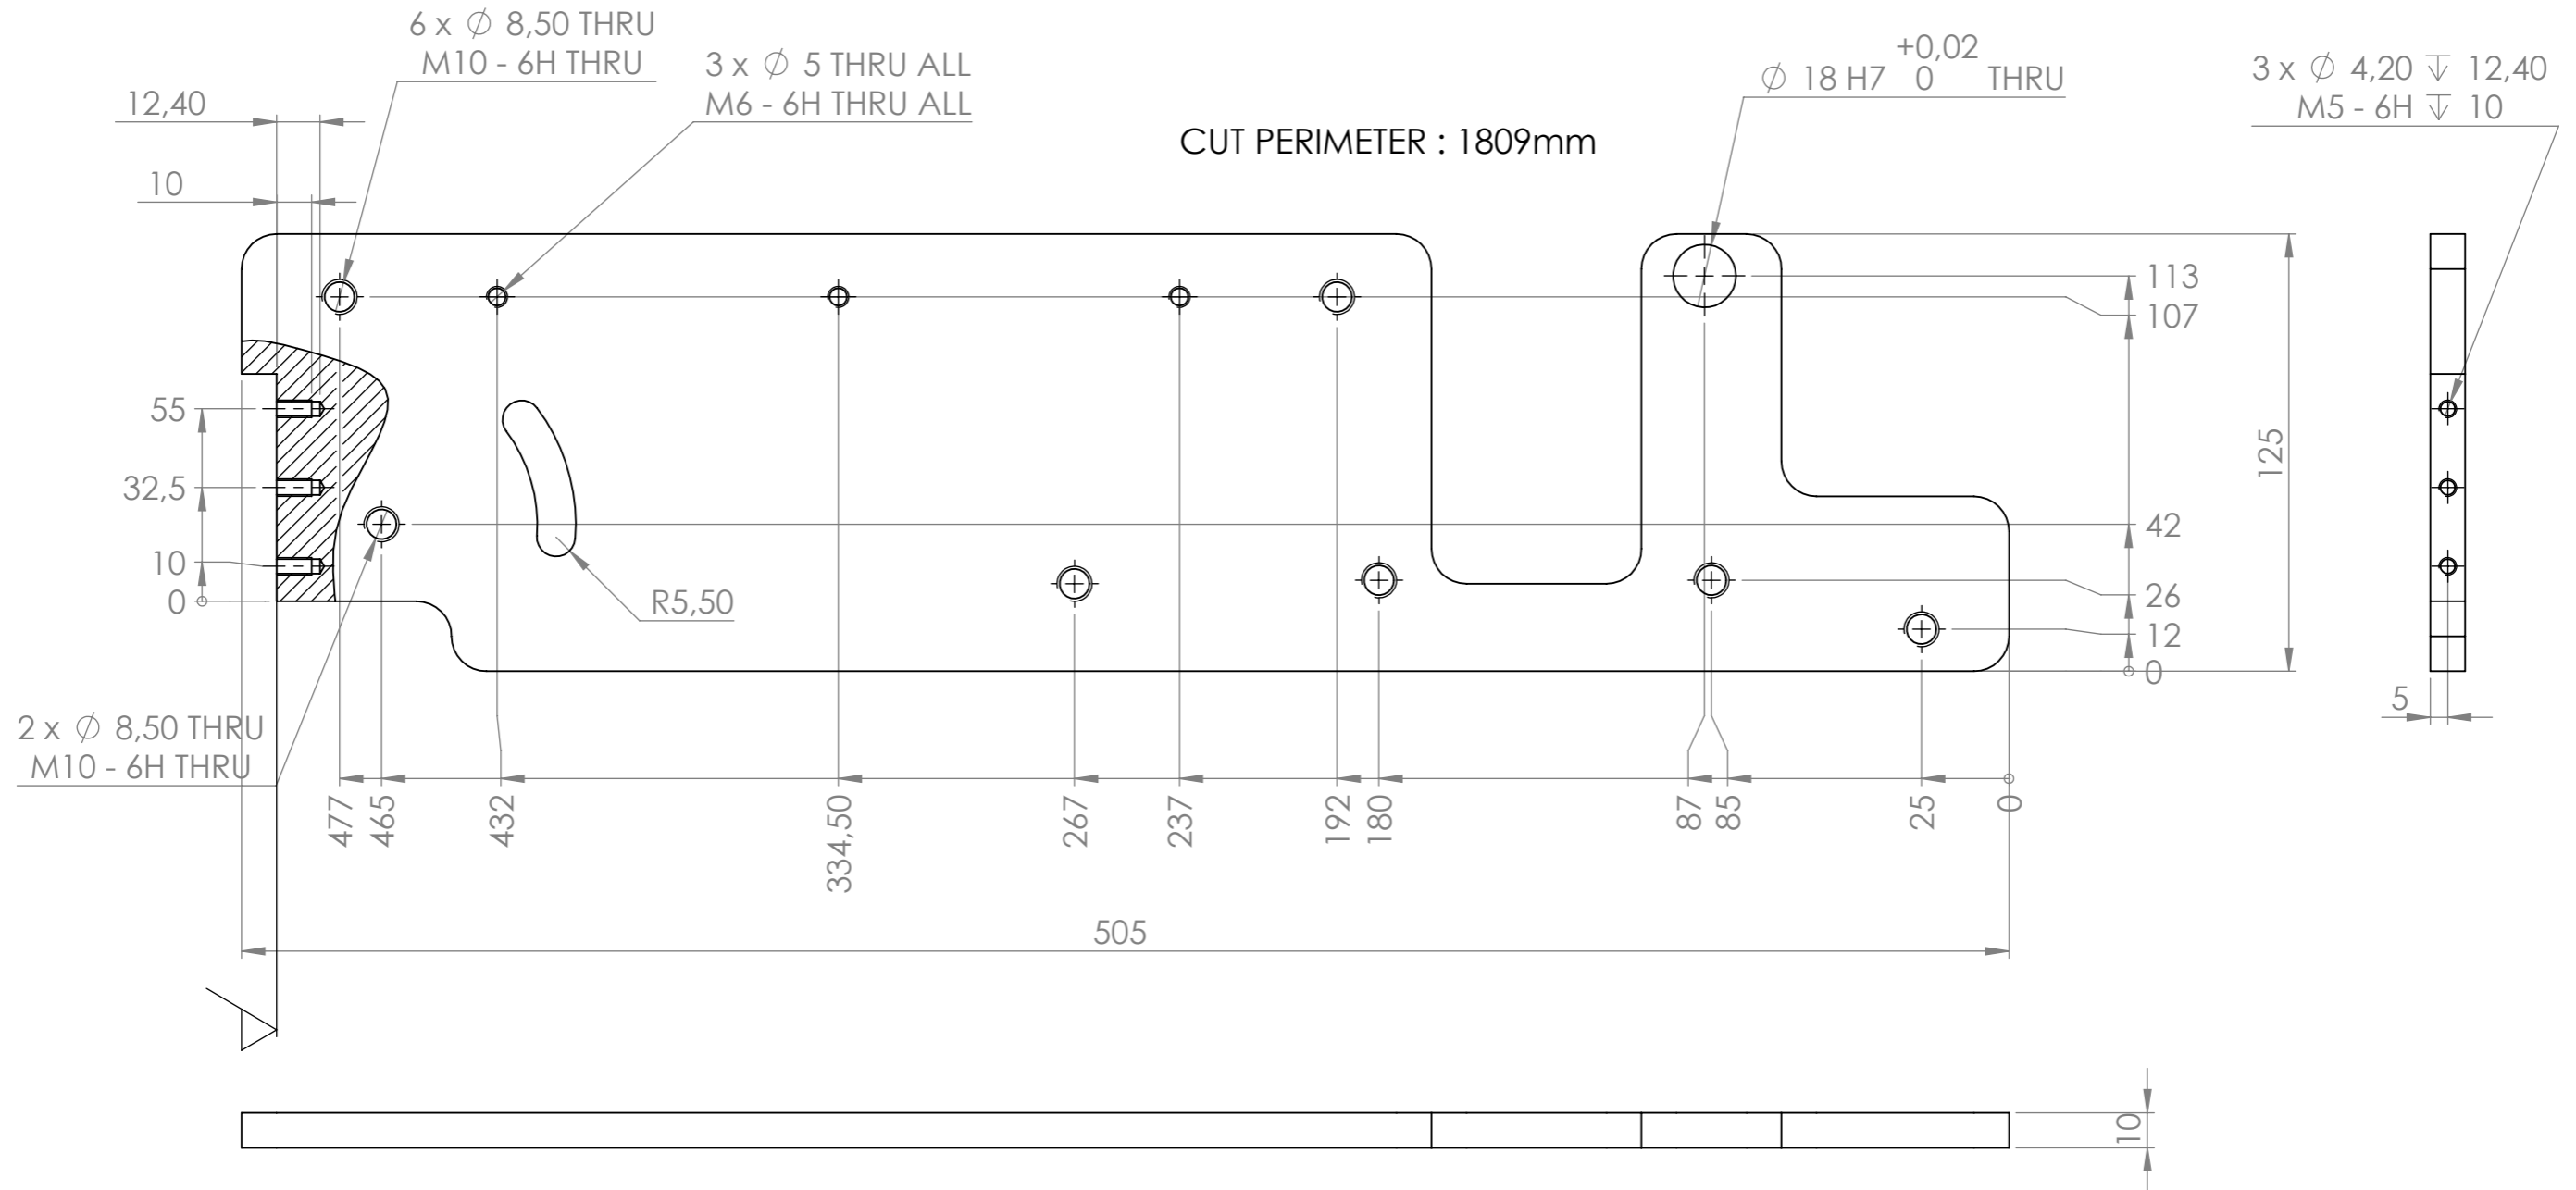 6 x ∅ 8,50 THRU
M10 - 6H THRU
3 x ∅ 5 THRU ALL
M6 - 6H THRU ALL
+0,02
∅ 18 H7 0 THRU
3 x ∅ 4,20 ↧ 12,40
M5 - 6H ↧ 10
12,40
CUT PERIMETER : 1809mm
10
113
107
55
32,5
10
0
125
42
26
12
0
R5,50
5
2 x ∅ 8,50 THRU
M10 - 6H THRU
477
465
432
334,50
267
237
192
180
87
85
25
0
505
10